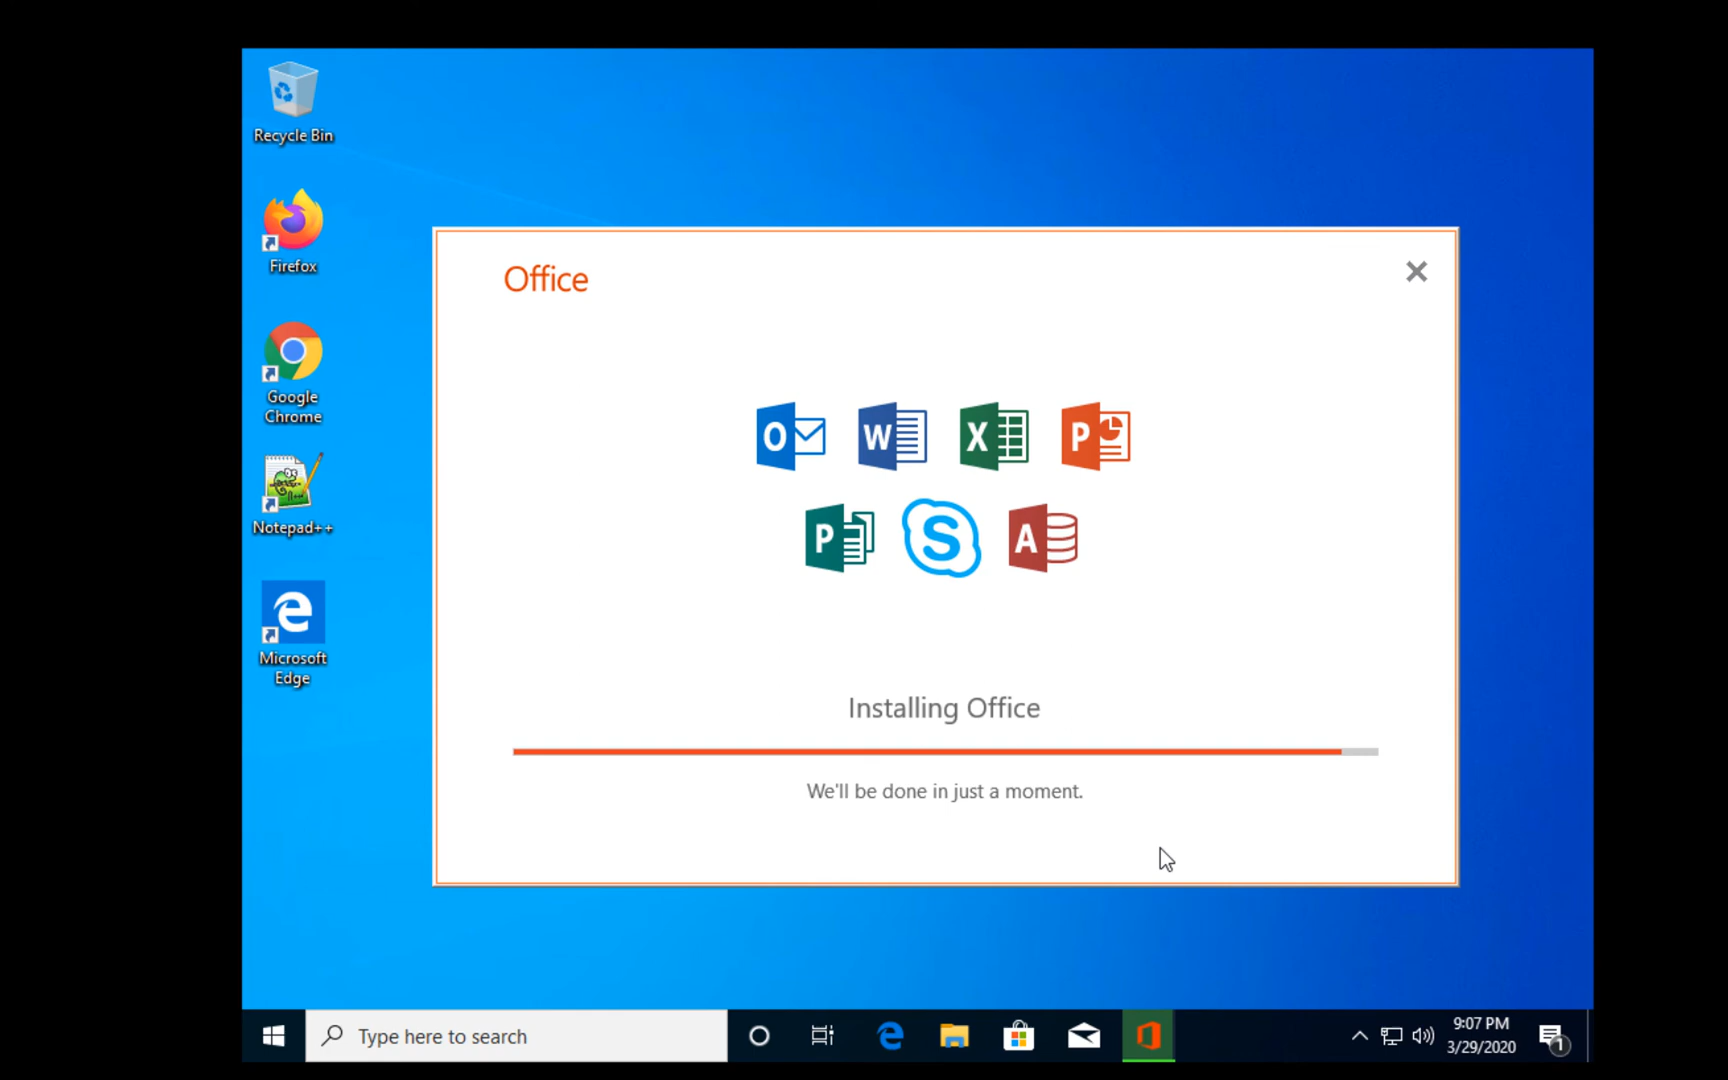 Recycle Bin
Firefox
Google
Chrome
Notepad++
Microsoft
Edge
Office
O
W
X
P
P
S
A
Installing Office
We'll be done in just a moment.
Type here to search
9:07 PM
3/29/2020
1